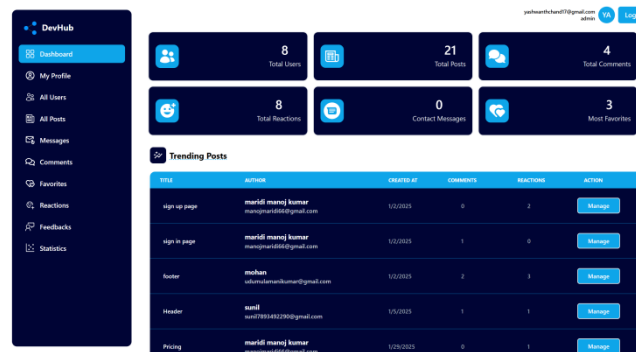 yashwanthchand17@gmail.com
admin
YA
Log
DevHub
Dashboard
My Profile
All Users
All Posts
Messages
Comments
Favorites
Reactions
Feedbacks
Statistics
8
Total Users
21
Total Posts
4
Total Comments
8
Total Reactions
0
Contact Messages
3
Most Favorites
Trending Posts
TITLE AUTHOR CREATED AT COMMENTS REACTIONS ACTION
sign up page maridi manoj kumar 1/2/2025 0 2 Manage
manojmaridi66@gmail.com
sign in page maridi manoj kumar 1/2/2025 1 0 Manage
manojmaridi66@gmail.com
footer mohan 1/2/2025 2 3 Manage
udumulamanikumar@gmail.com
Header sunil 1/5/2025 1 1 Manage
sunil7893492290@gmail.com
Pricing maridi manoj kumar 1/29/2025 0 1 Manage
manojmaridi66@gmail.com